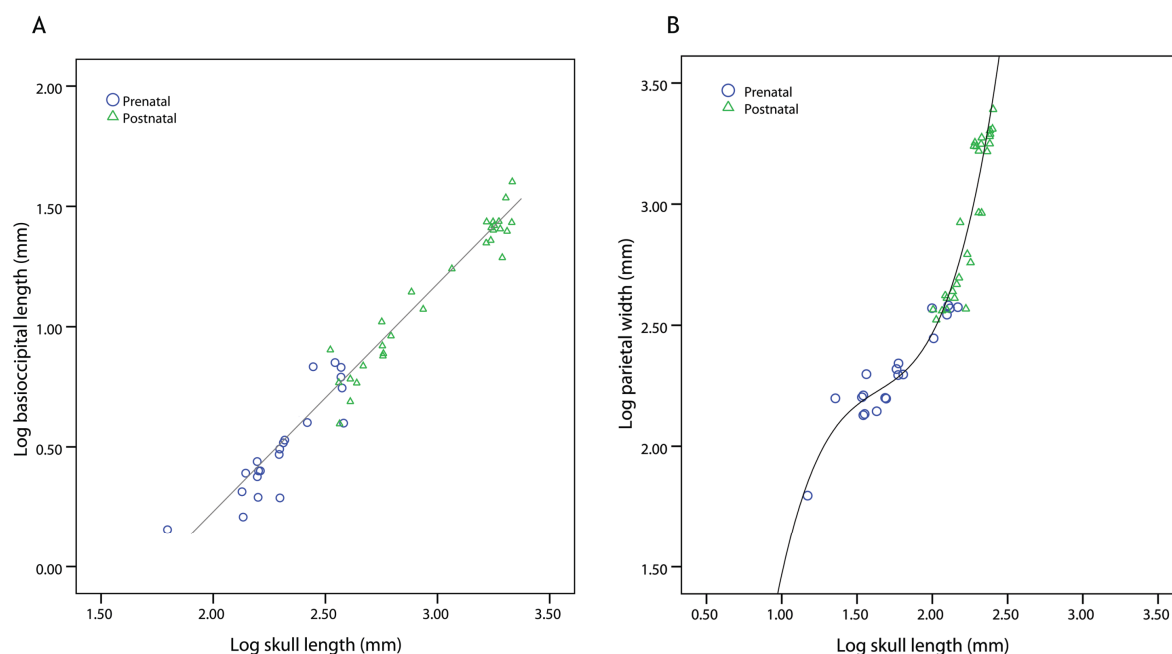 A
2.00
1.50
1.00
0.50
0.00
Log basioccipital length (mm)
Prenatal
Postnatal
1.50 2.00 2.50 3.00 3.50
Log skull length (mm)
B
3.50
3.00
2.50
2.00
1.50
Log parietal width (mm)
Prenatal
Postnatal
0.50 1.00 1.50 2.00 2.50 3.00 3.50
Log skull length (mm)